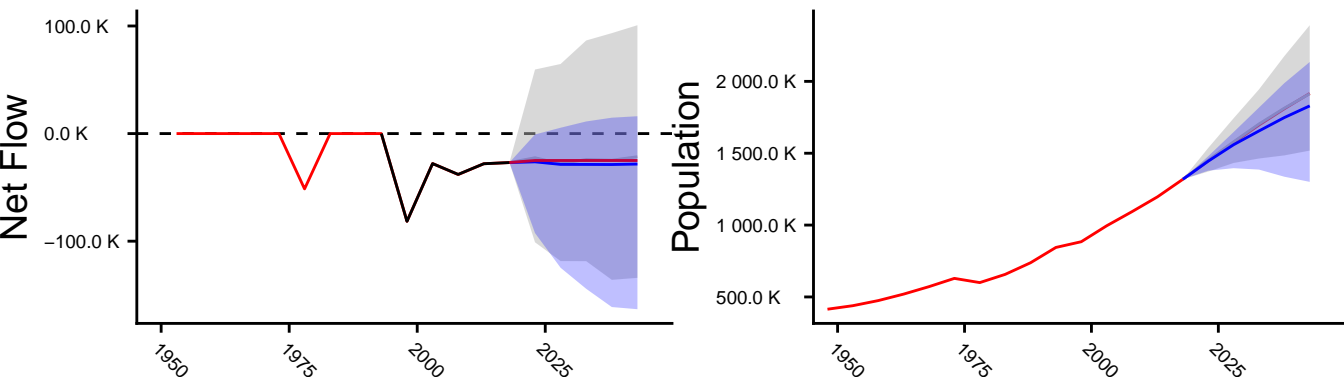 Net Flow
100.0 K
0.0 K
−100.0 K
1950
1975
2000
2025
Population
2 000.0 K
1 500.0 K
1 000.0 K
500.0 K
1950
1975
2000
2025